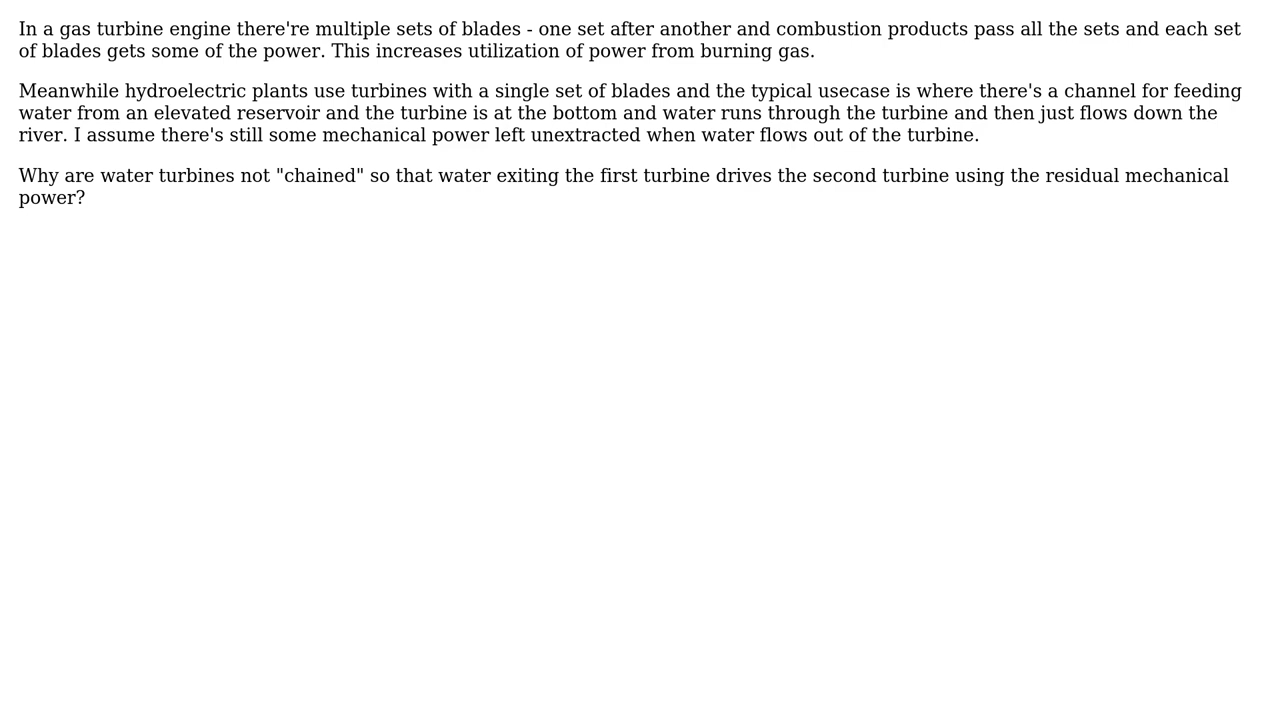 In a gas turbine engine there're multiple sets of blades - one set after another and combustion products pass all the sets and each set
of blades gets some of the power. This increases utilization of power from burning gas.
Meanwhile hydroelectric plants use turbines with a single set of blades and the typical usecase is where there's a channel for feeding
water from an elevated reservoir and the turbine is at the bottom and water runs through the turbine and then just flows down the
river. I assume there's still some mechanical power left unextracted when water flows out of the turbine.
Why are water turbines not "chained" so that water exiting the first turbine drives the second turbine using the residual mechanical
power?